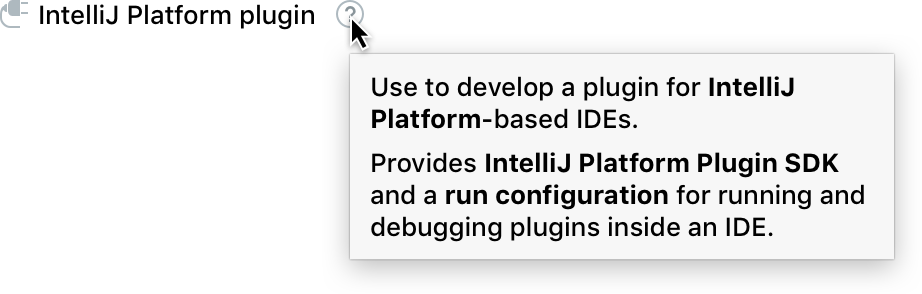 IntelliJ Platform plugin ?
Use to develop a plugin for IntelliJ
Platform-based IDEs.
Provides IntelliJ Platform Plugin SDK
and a run configuration for running and
debugging plugins inside an IDE.